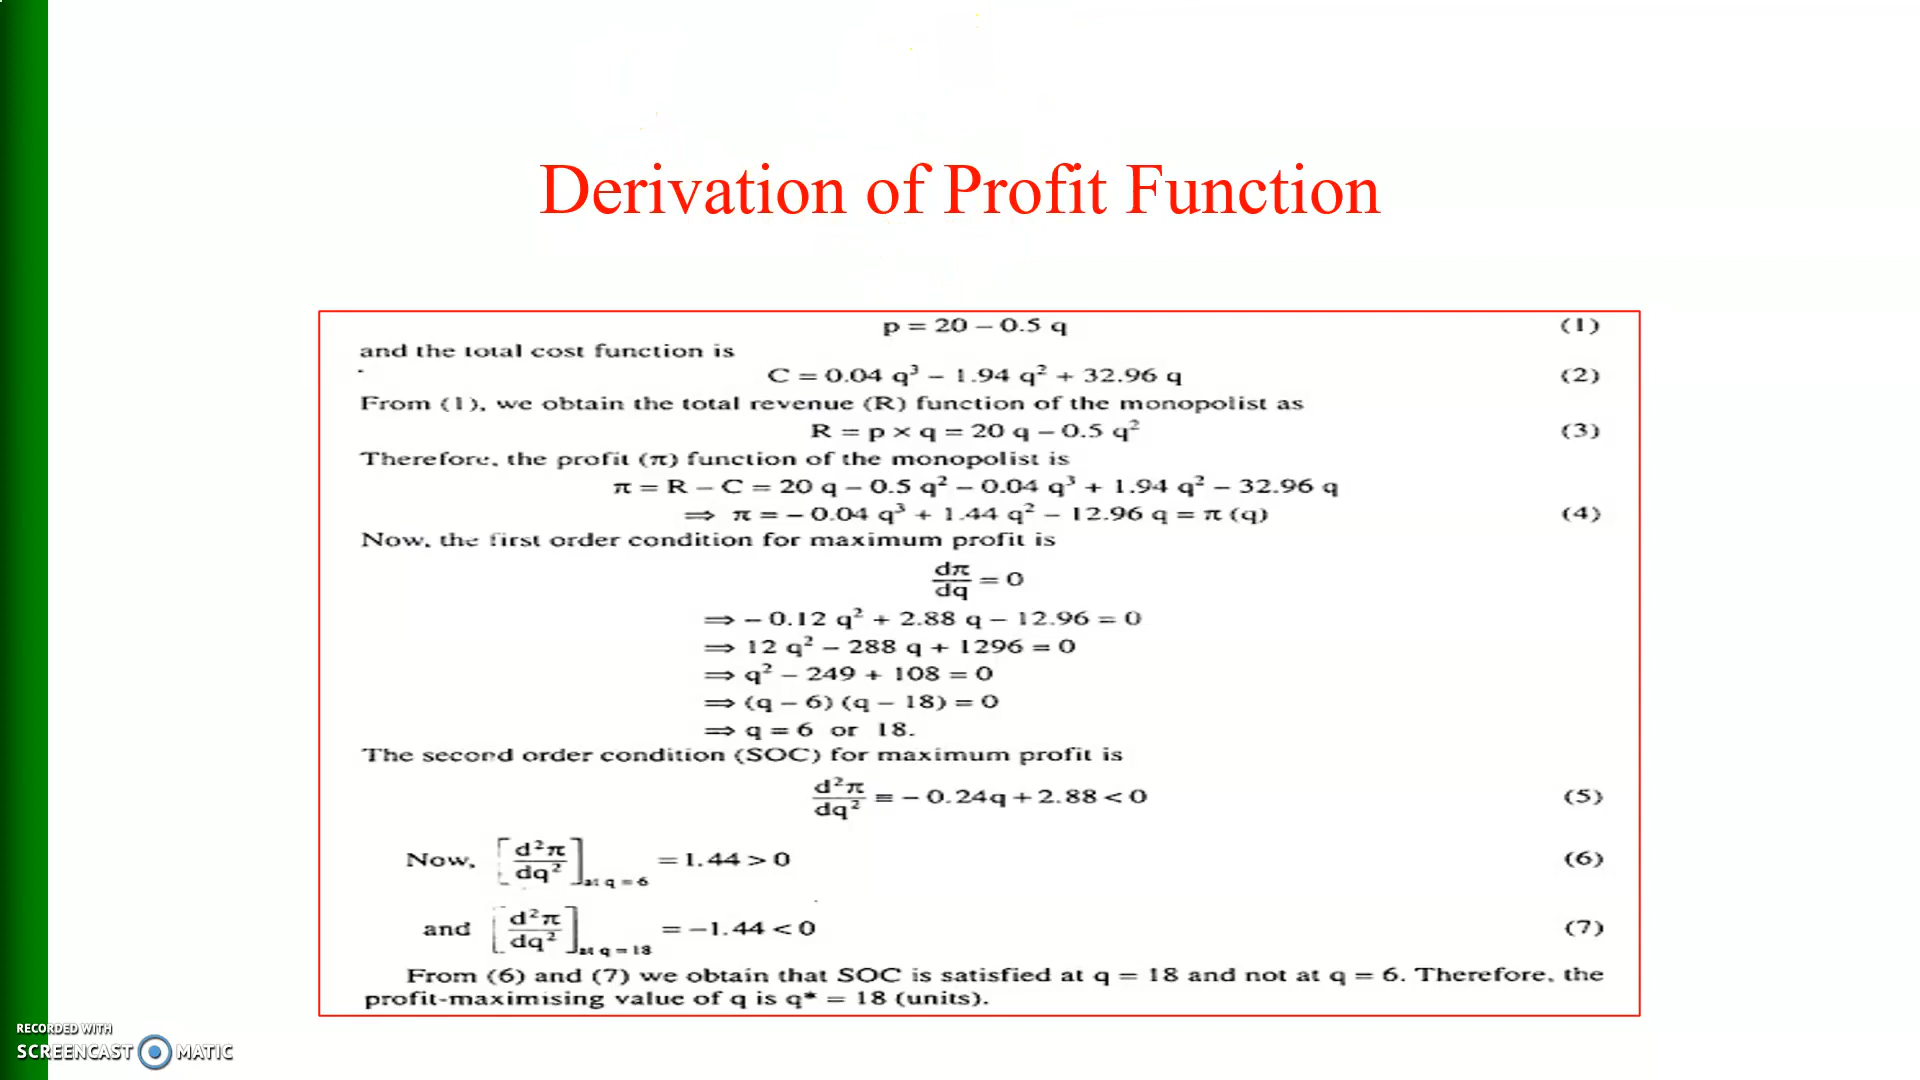 Derivation of Profit Function
p = 20 – 0.5 q (1)
and the total cost function is
C = 0.04 q³ – 1.94 q² + 32.96 q (2)
From (1), we obtain the total revenue (R) function of the monopolist as
R = p × q = 20 q – 0.5 q² (3)
Therefore, the profit (π) function of the monopolist is
π = R – C = 20 q – 0.5 q² – 0.04 q³ + 1.94 q² – 32.96 q
⇒ π = – 0.04 q³ + 1.44 q² – 12.96 q = π (q) (4)
Now, the first order condition for maximum profit is
dπ/dq = 0
⇒ – 0.12 q² + 2.88 q – 12.96 = 0
⇒ 12 q² – 288 q + 1296 = 0
⇒ q² – 249 + 108 = 0
⇒ (q – 6) (q – 18) = 0
⇒ q = 6 or 18.
The second order condition (SOC) for maximum profit is
d²π/dq² = – 0.24q + 2.88 < 0 (5)
Now, [d²π/dq²] at q = 6 = 1.44 > 0 (6)
and [d²π/dq²] at q = 18 = –1.44 < 0 (7)
From (6) and (7) we obtain that SOC is satisfied at q = 18 and not at q = 6. Therefore, the
profit-maximising value of q is q* = 18 (units).
RECORDED WITH
SCREENCAST MATIC